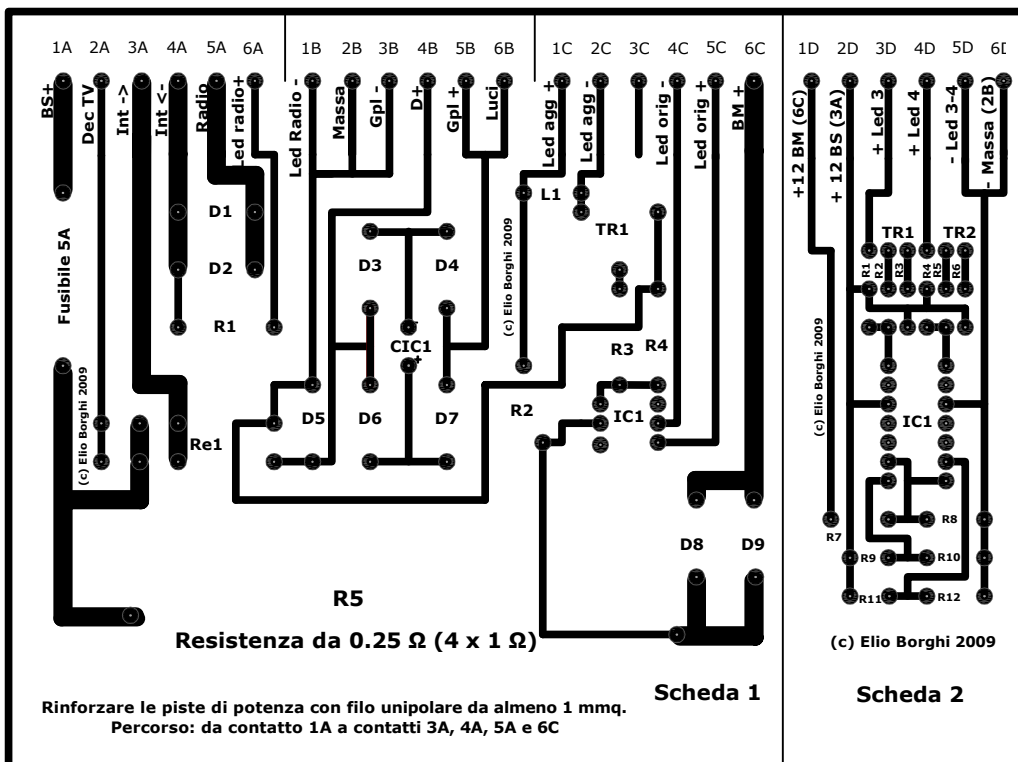 1A 2A 3A 4A 5A 6A 1B 2B 3B 4B 5B 6B 1C 2C 3C 4C 5C 6C 1D 2D 3D 4D 5D 6D
BS+
Dec TV
Int ->
Int <-
Radio
Led radio+
Led Radio -
Massa
Gpl -
D+
Gpl +
Luci
Led agg +
Led agg -
Led orig -
Led orig +
BM +
+12 BM (6C)
+ 12 BS (3A)
+ Led 3
+ Led 4
- Led 3-4
- Massa (2B)
Fusibile 5A
(c) Elio Borghi 2009
D1
D2
R1
Re1
D3 D4
-
CIC1
+
D5 D6 D7
L1
TR1
(c) Elio Borghi 2009
R3 R4
R2
IC1
D8 D9
R5
Resistenza da 0.25 Ω (4 x 1 Ω)
Scheda 1
Rinforzare le piste di potenza con filo unipolare da almeno 1 mmq.
Percorso: da contatto 1A a contatti 3A, 4A, 5A e 6C
TR1 TR2
R1 R2 R3 R4 R5 R6
(c) Elio Borghi 2009
IC1
R7
R8
R9 R10
R11 R12
(c) Elio Borghi 2009
Scheda 2